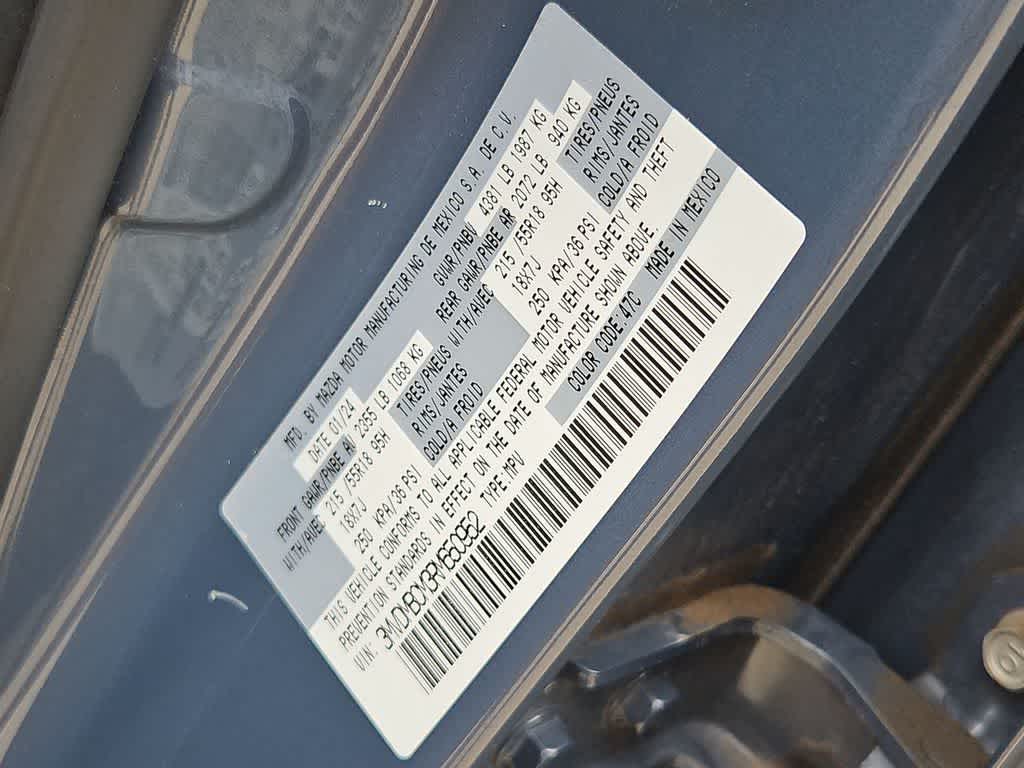 MFD. BY MAZDA MOTOR MANUFACTURING DE MEXICO S.A. DE C.V.
DATE 01/24 GVWR/PNBV 4381 LB 1987 KG
FRONT GAWR/PNBE AV 2355 LB 1068 KG REAR GAWR/PNBE AR 2072 LB 940 KG
WITH/AVEC 215/55R18 95H TIRES/PNEUS WITH/AVEC 215/55R18 95H TIRES/PNEUS
18X7J RIMS/JANTES 18X7J RIMS/JANTES
250 KPA/36 PSI COLD/A FROID 250 KPA/36 PSI COLD/A FROID
THIS VEHICLE CONFORMS TO ALL APPLICABLE FEDERAL MOTOR VEHICLE SAFETY AND THEFT
PREVENTION STANDARDS IN EFFECT ON THE DATE OF MANUFACTURE SHOWN ABOVE.
VIN: TYPE MPV COLOR CODE: 47C MADE IN MEXICO